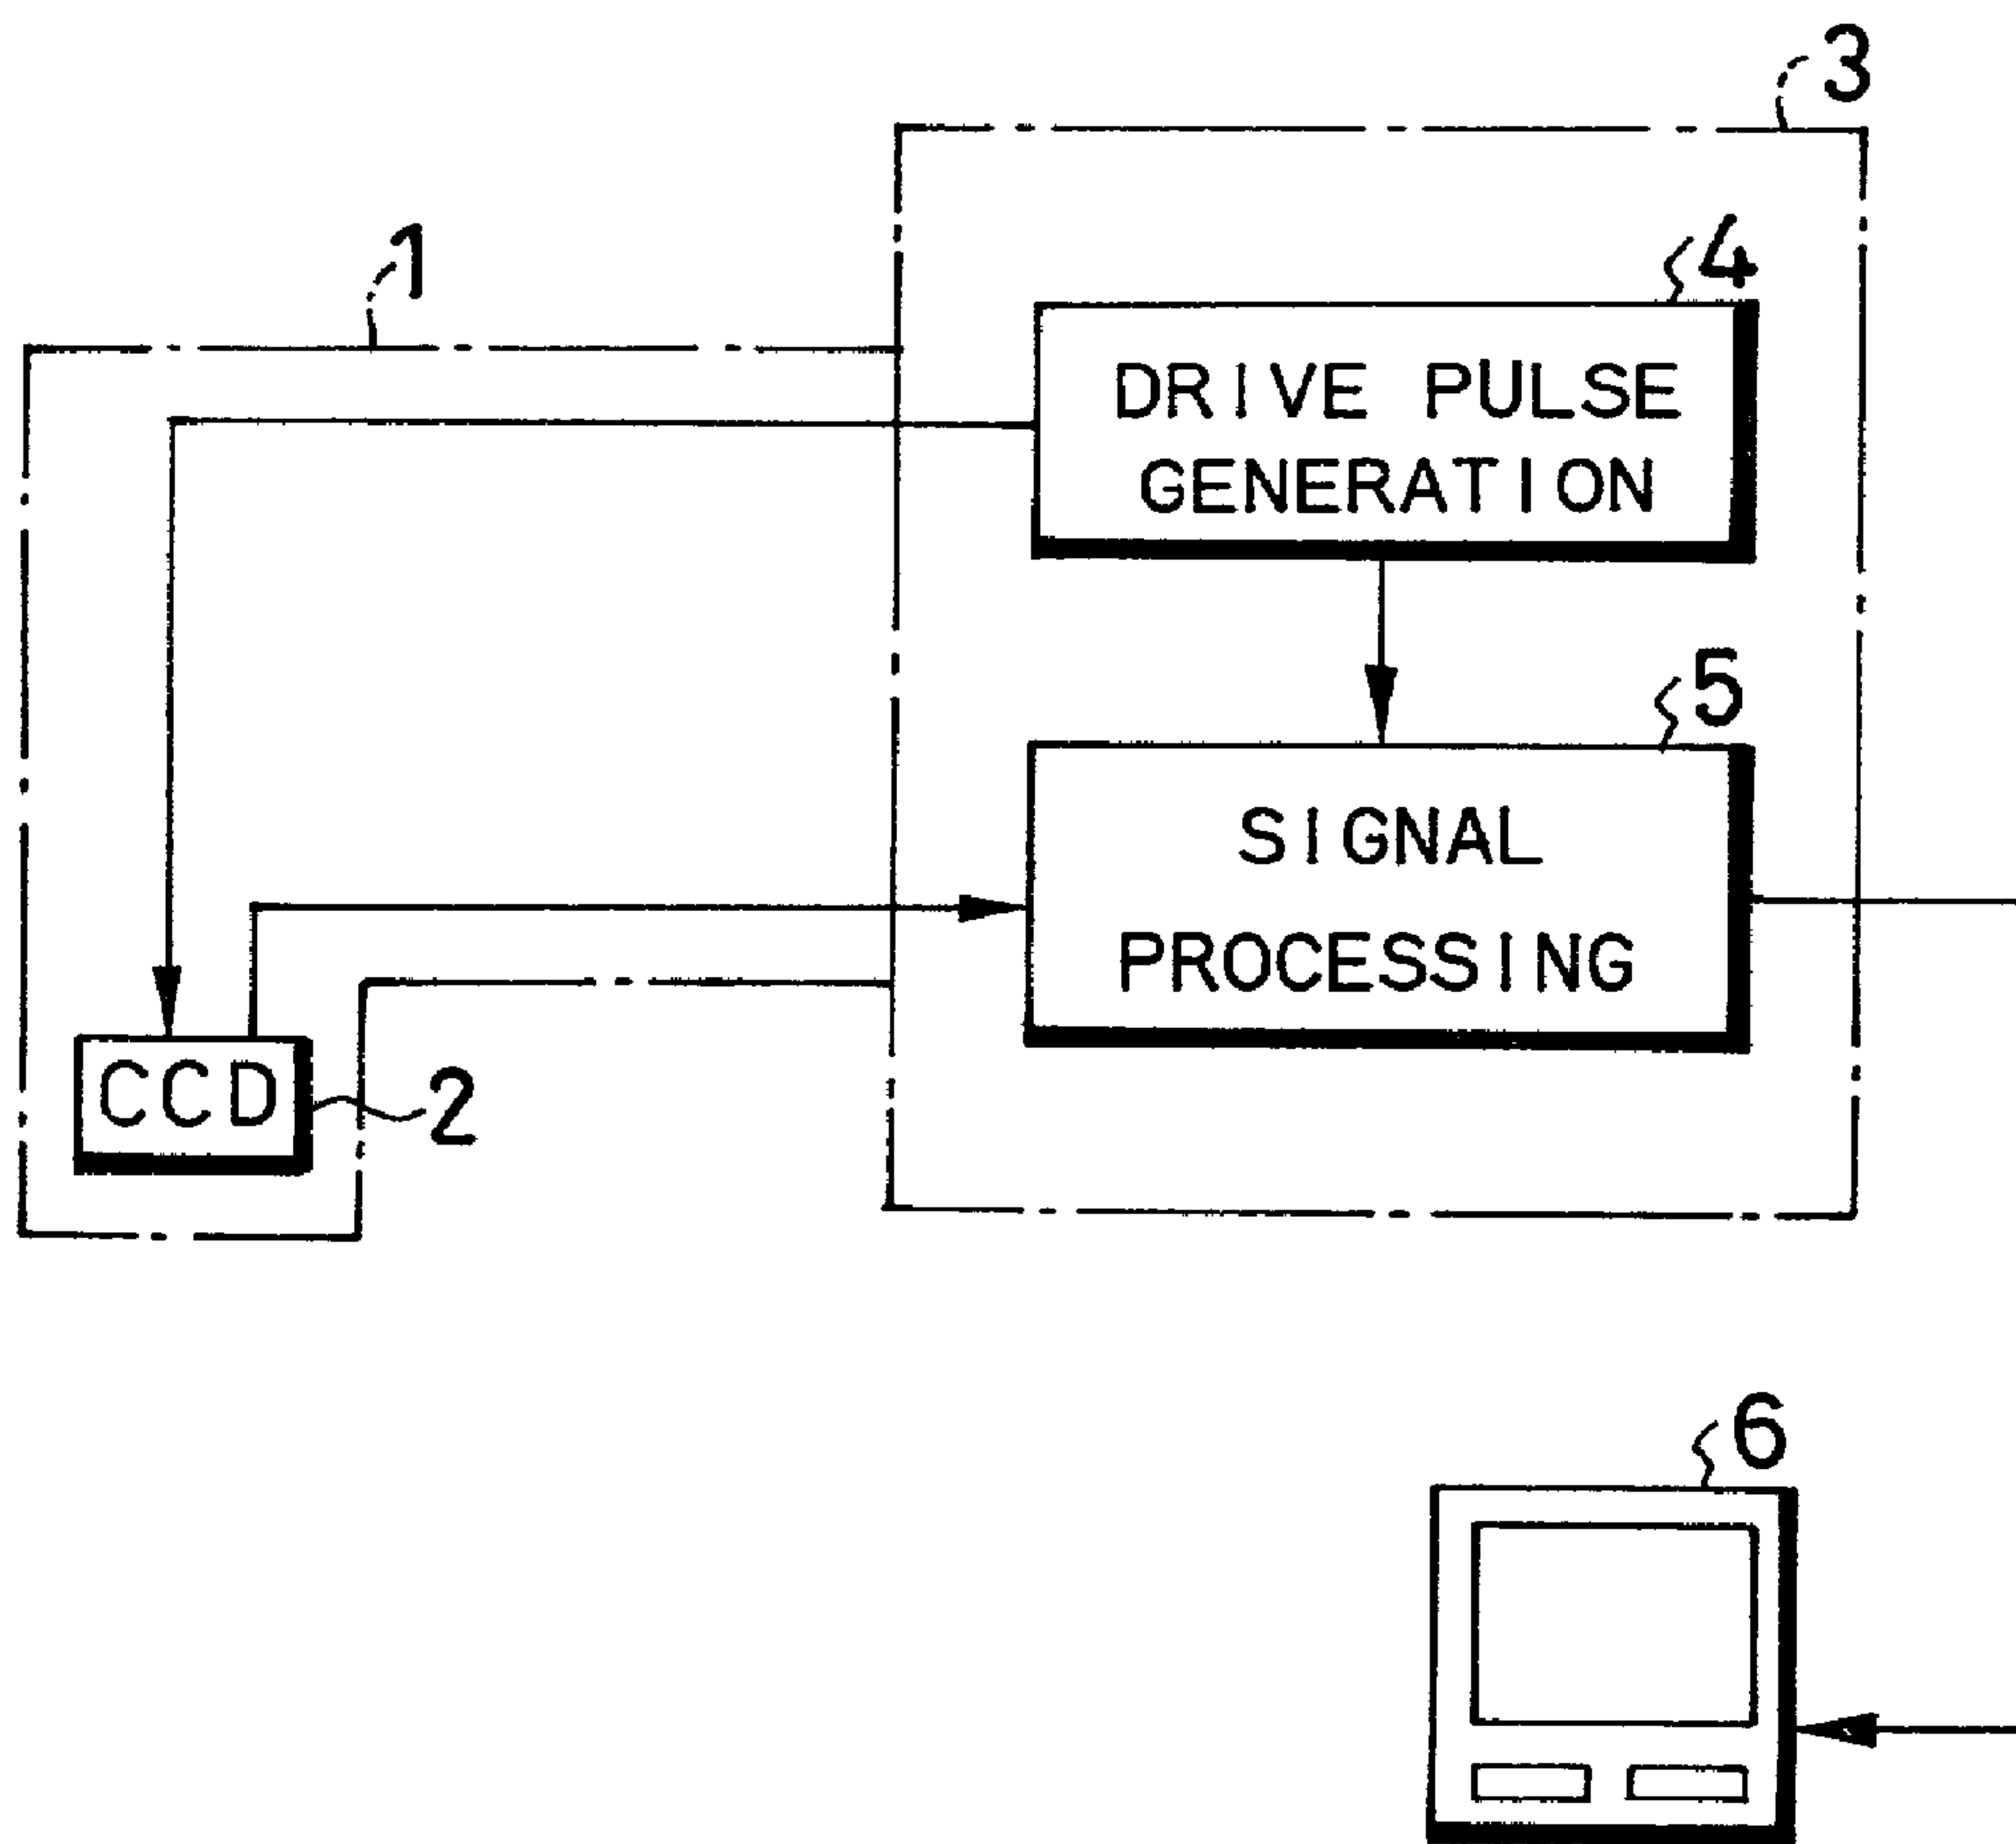 3
1
4
DRIVE PULSE
GENERATION
5
SIGNAL
PROCESSING
CCD
2
6